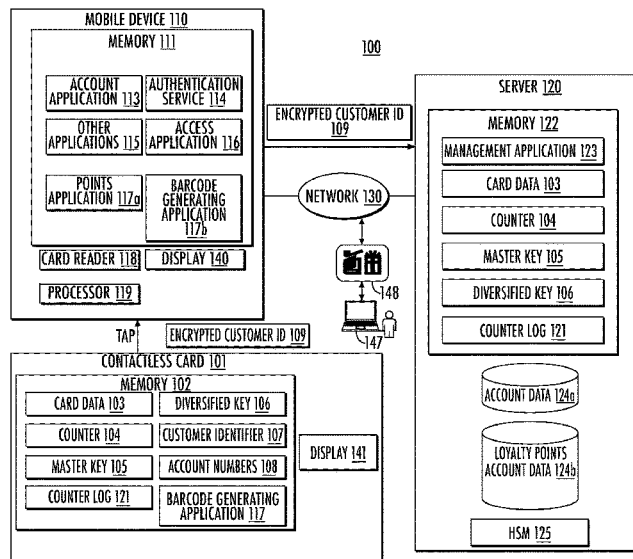 MOBILE DEVICE 110
MEMORY 111
ACCOUNT
APPLICATION 113
AUTHENTICATION
SERVICE 114
OTHER
APPLICATIONS 115
ACCESS
APPLICATION 116
POINTS
APPLICATION 117a
BARCODE
GENERATING
APPLICATION
117b
CARD READER 118
DISPLAY 140
PROCESSOR 119
100
ENCRYPTED CUSTOMER ID
109
NETWORK 130
148
147
SERVER 120
MEMORY 122
MANAGEMENT APPLICATION 123
CARD DATA 103
COUNTER 104
MASTER KEY 105
DIVERSIFIED KEY 106
COUNTER LOG 121
ACCOUNT DATA 124a
LOYALTY POINTS
ACCOUNT DATA 124b
HSM 125
TAP
ENCRYPTED CUSTOMER ID 109
CONTACTLESS CARD 101
MEMORY 102
CARD DATA 103
DIVERSIFIED KEY 106
COUNTER 104
CUSTOMER IDENTIFIER 107
MASTER KEY 105
ACCOUNT NUMBERS 108
COUNTER LOG 121
BARCODE GENERATING
APPLICATION 117
DISPLAY 141